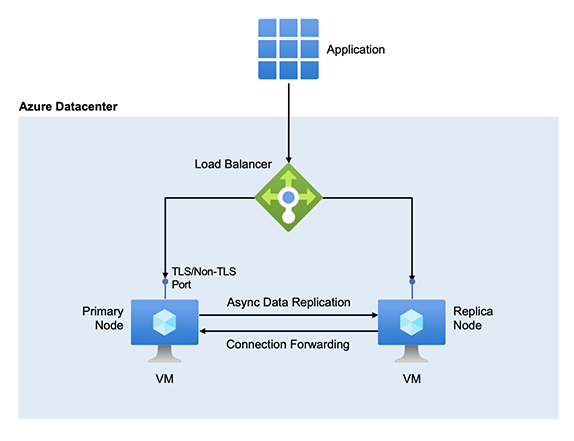 Application
Azure Datacenter
Load Balancer
TLS/Non-TLS
Port
Primary
Node
Async Data Replication
Replica
Node
Connection Forwarding
VM
VM